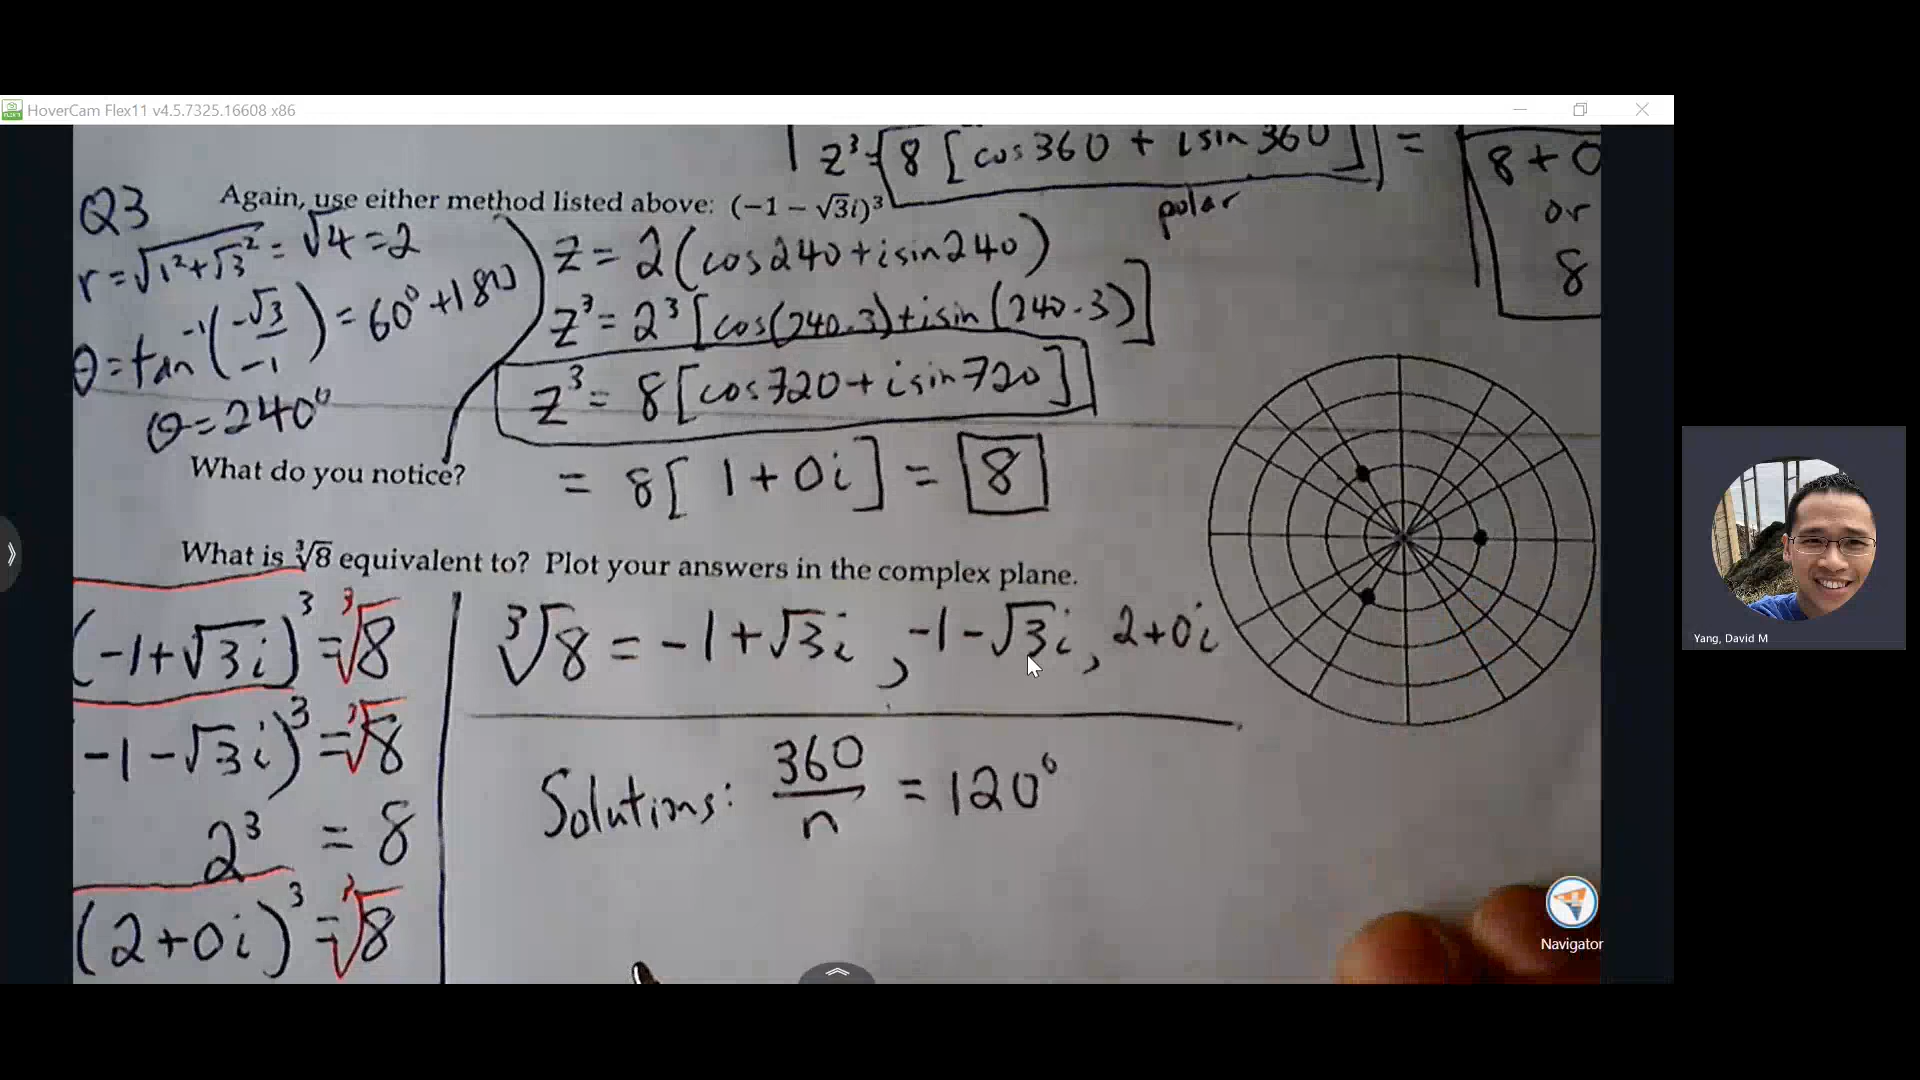 HoverCam Flex11 v4.5.7325.16608 x86
z³ = 8 [cos 360 + i sin 360] =
8 + 0
or
8
polar
Q3
Again, use either method listed above: (−1 − √3i)³
r = √1² + √3² = √4 = 2
θ = tan⁻¹(-√3/-1) = 60° + 180
θ = 240°
z = 2(cos 240 + i sin 240)
z³ = 2³ [cos(240·3) + i sin(240·3)]
z³ = 8[cos 720 + i sin 720]
= 8[1 + 0i] = 8
What do you notice?
What is ∛8 equivalent to? Plot your answers in the complex plane.
(-1+√3i)³ = ∛8
-1-√3i)³ = ∛8
2³ = 8
(2+0i)³ = ∛8
∛8 = -1+√3i, -1-√3i, 2+0i
Solutions: 360/n = 120°
Navigator
Yang, David M